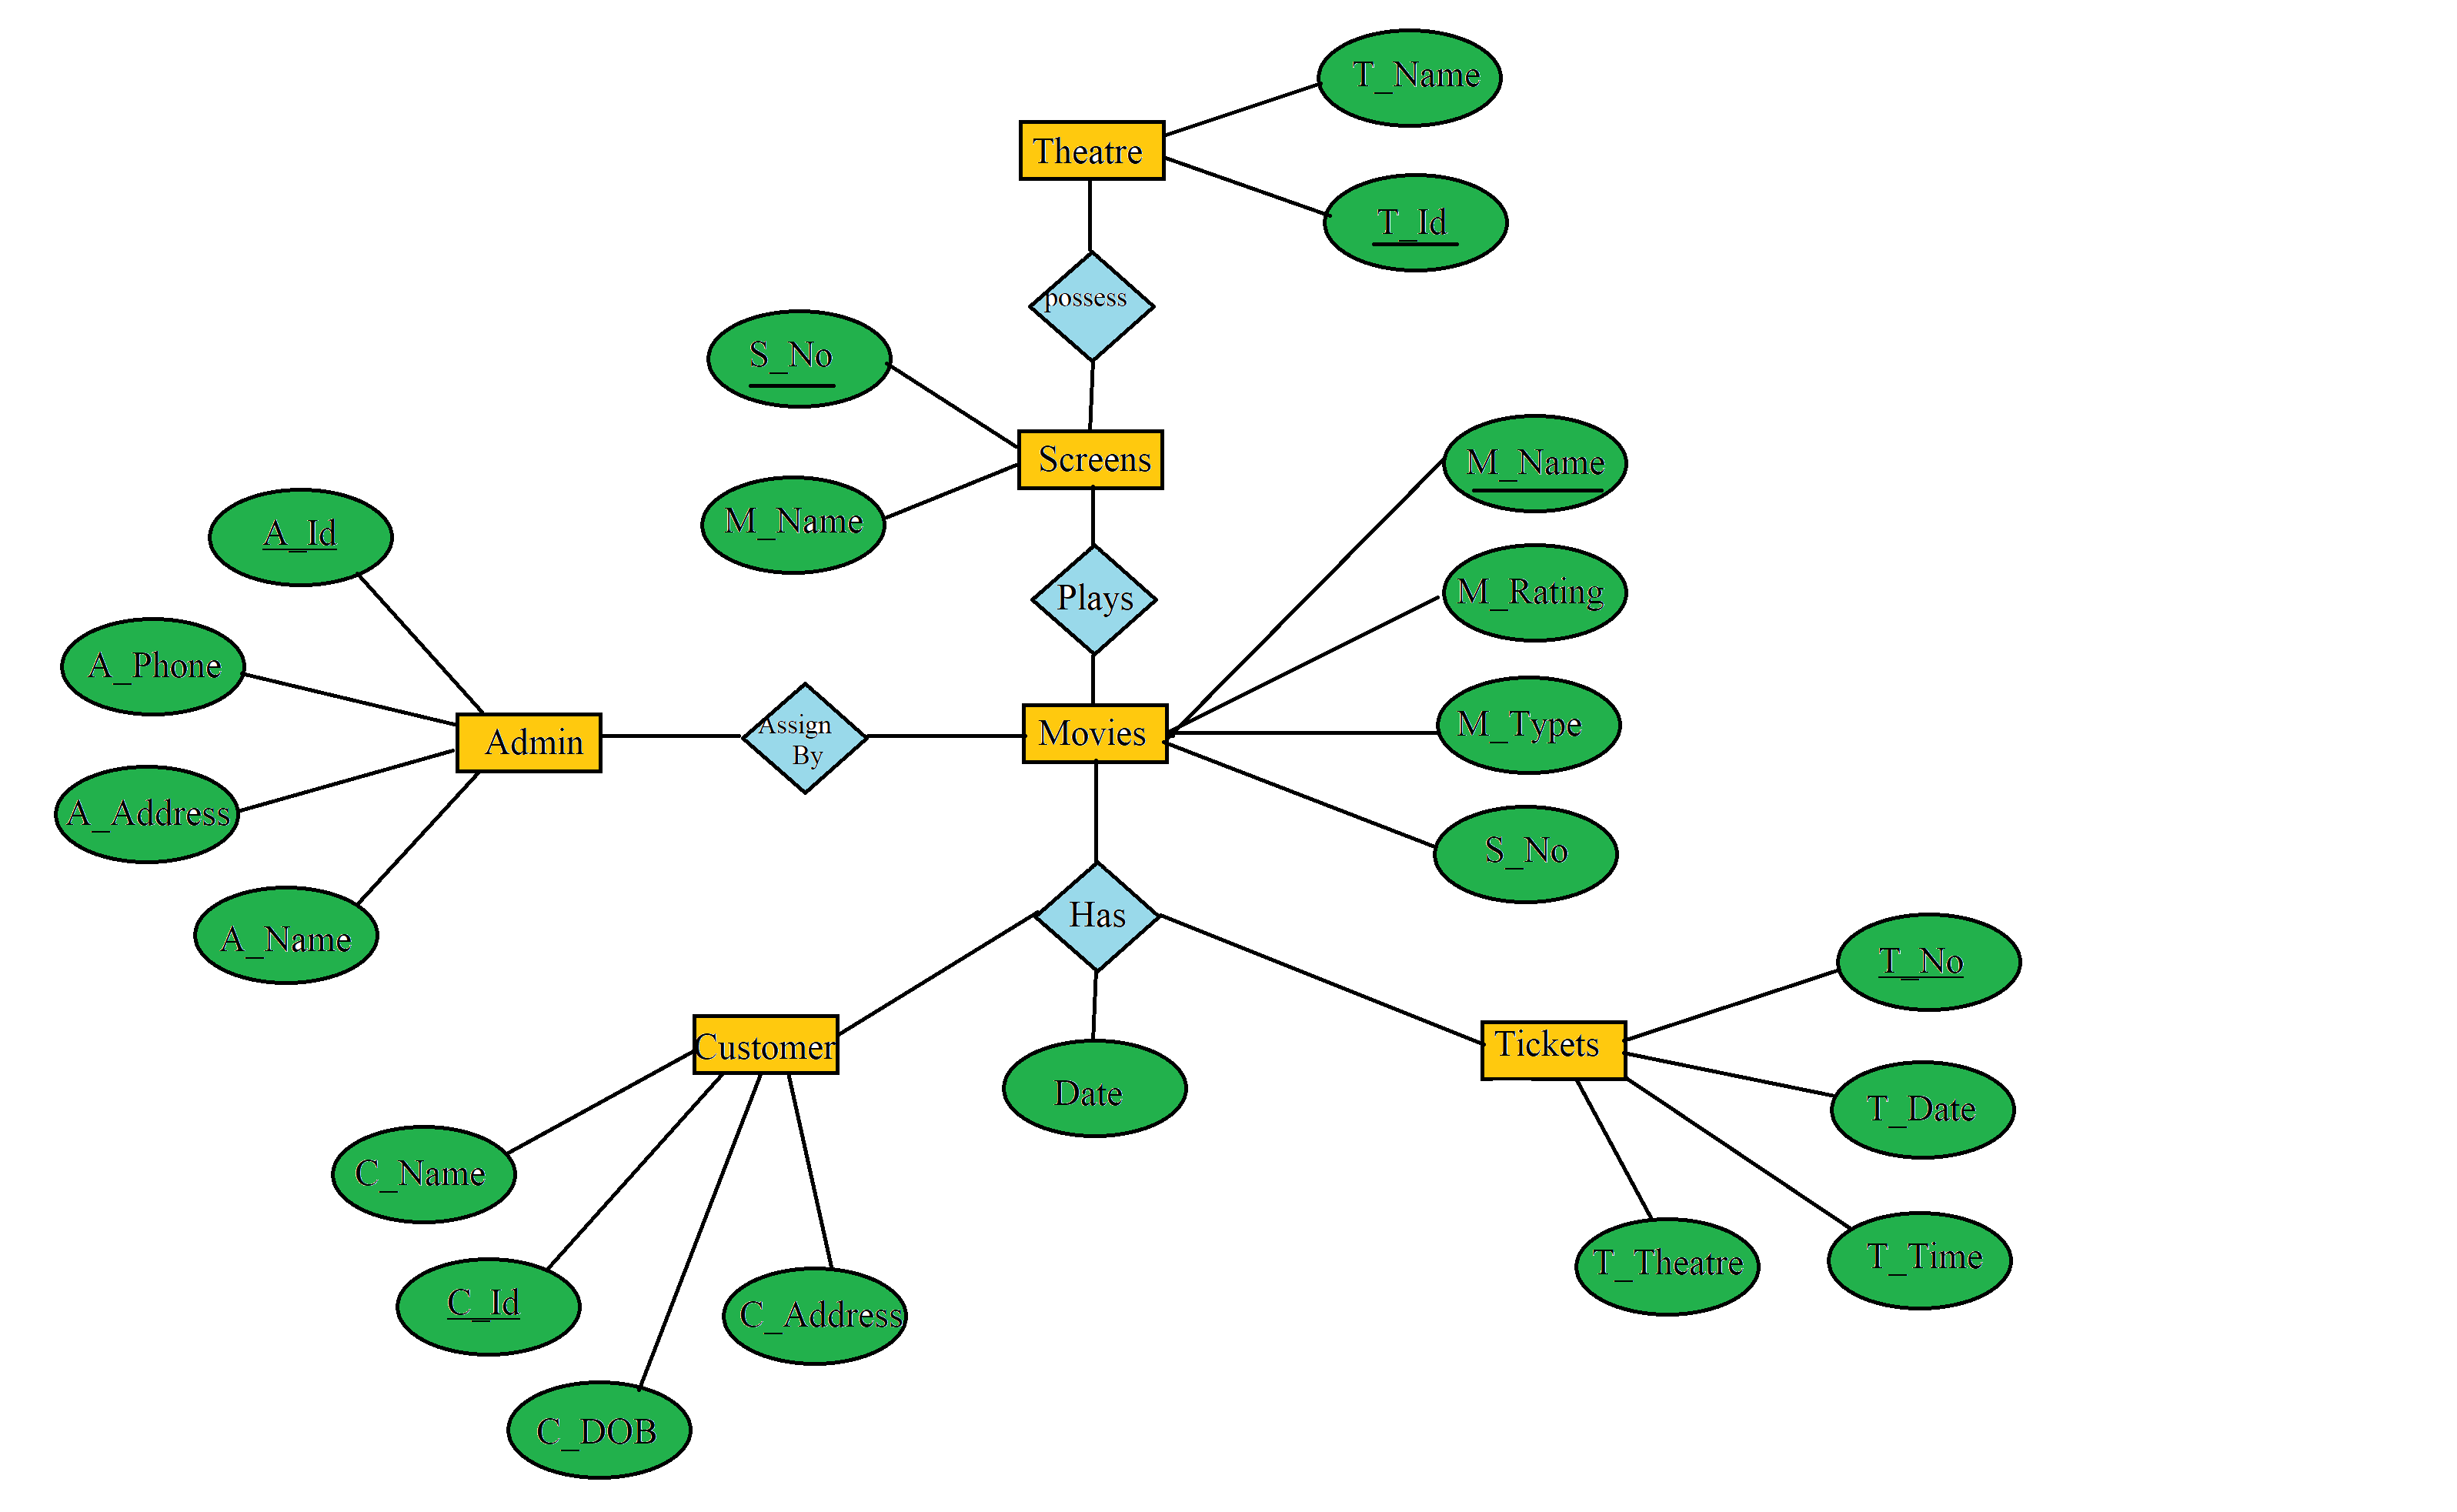 T_Name
Theatre
T_Id
possess
S_No
Screens
M_Name
M_Name
A_Id
Plays
M_Rating
A_Phone
Admin
Assign
By
Movies
M_Type
A_Address
S_No
A_Name
Has
T_No
Customer
Date
Tickets
T_Date
C_Name
T_Theatre
T_Time
C_Id
C_Address
C_DOB